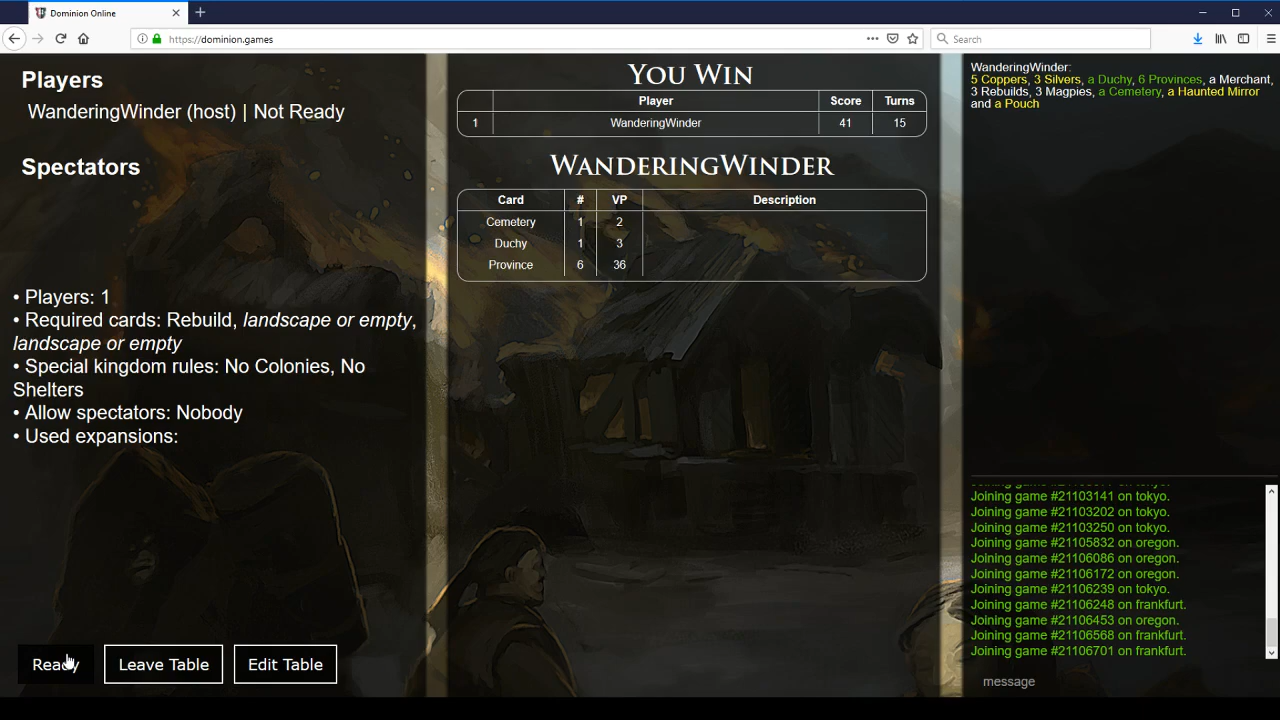 Dominion Online
https://dominion.games
Search
Players
WanderingWinder (host) | Not Ready
Spectators
• Players: 1
• Required cards: Rebuild, landscape or empty,
landscape or empty
• Special kingdom rules: No Colonies, No
Shelters
• Allow spectators: Nobody
• Used expansions:
Ready
Leave Table
Edit Table
You Win
Player Score Turns
1 WanderingWinder 41 15
WanderingWinder
Card # VP Description
Cemetery 1 2
Duchy 1 3
Province 6 36
WanderingWinder:
5 Coppers, 3 Silvers, a Duchy, 6 Provinces, a Merchant,
3 Rebuilds, 3 Magpies, a Cemetery, a Haunted Mirror
and a Pouch
Joining game #21103141 on tokyo.
Joining game #21103202 on tokyo.
Joining game #21103250 on tokyo.
Joining game #21105832 on oregon.
Joining game #21106086 on oregon.
Joining game #21106172 on oregon.
Joining game #21106239 on tokyo.
Joining game #21106248 on frankfurt.
Joining game #21106453 on oregon.
Joining game #21106568 on frankfurt.
Joining game #21106701 on frankfurt.
message